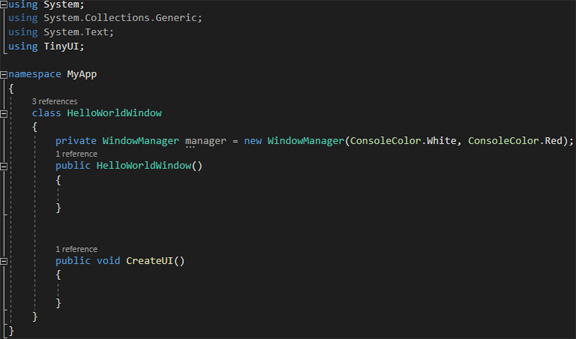 using System;
using System.Collections.Generic;
using System.Text;
using TinyUI;
namespace MyApp
{
3 references
class HelloWorldWindow
{
private WindowManager manager = new WindowManager(ConsoleColor.White, ConsoleColor.Red);
1 reference
public HelloWorldWindow()
{
}
1 reference
public void CreateUI()
{
}
}
}